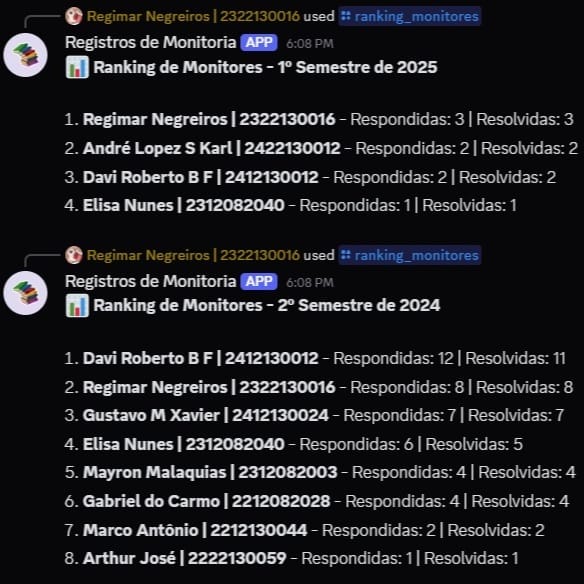 Regimar Negreiros | 2322130016 used ranking_monitores
Registros de Monitoria APP 6:08 PM
Ranking de Monitores - 1º Semestre de 2025
1. Regimar Negreiros | 2322130016 - Respondidas: 3 | Resolvidas: 3
2. André Lopez S Karl | 2422130012 - Respondidas: 2 | Resolvidas: 2
3. Davi Roberto B F | 2412130012 - Respondidas: 2 | Resolvidas: 2
4. Elisa Nunes | 2312082040 - Respondidas: 1 | Resolvidas: 1
Regimar Negreiros | 2322130016 used ranking_monitores
Registros de Monitoria APP 6:08 PM
Ranking de Monitores - 2º Semestre de 2024
1. Davi Roberto B F | 2412130012 - Respondidas: 12 | Resolvidas: 11
2. Regimar Negreiros | 2322130016 - Respondidas: 8 | Resolvidas: 8
3. Gustavo M Xavier | 2412130024 - Respondidas: 7 | Resolvidas: 7
4. Elisa Nunes | 2312082040 - Respondidas: 6 | Resolvidas: 5
5. Mayron Malaquias | 2312082003 - Respondidas: 4 | Resolvidas: 4
6. Gabriel do Carmo | 2212082028 - Respondidas: 4 | Resolvidas: 4
7. Marco Antônio | 2212130044 - Respondidas: 2 | Resolvidas: 2
8. Arthur José | 2222130059 - Respondidas: 1 | Resolvidas: 1